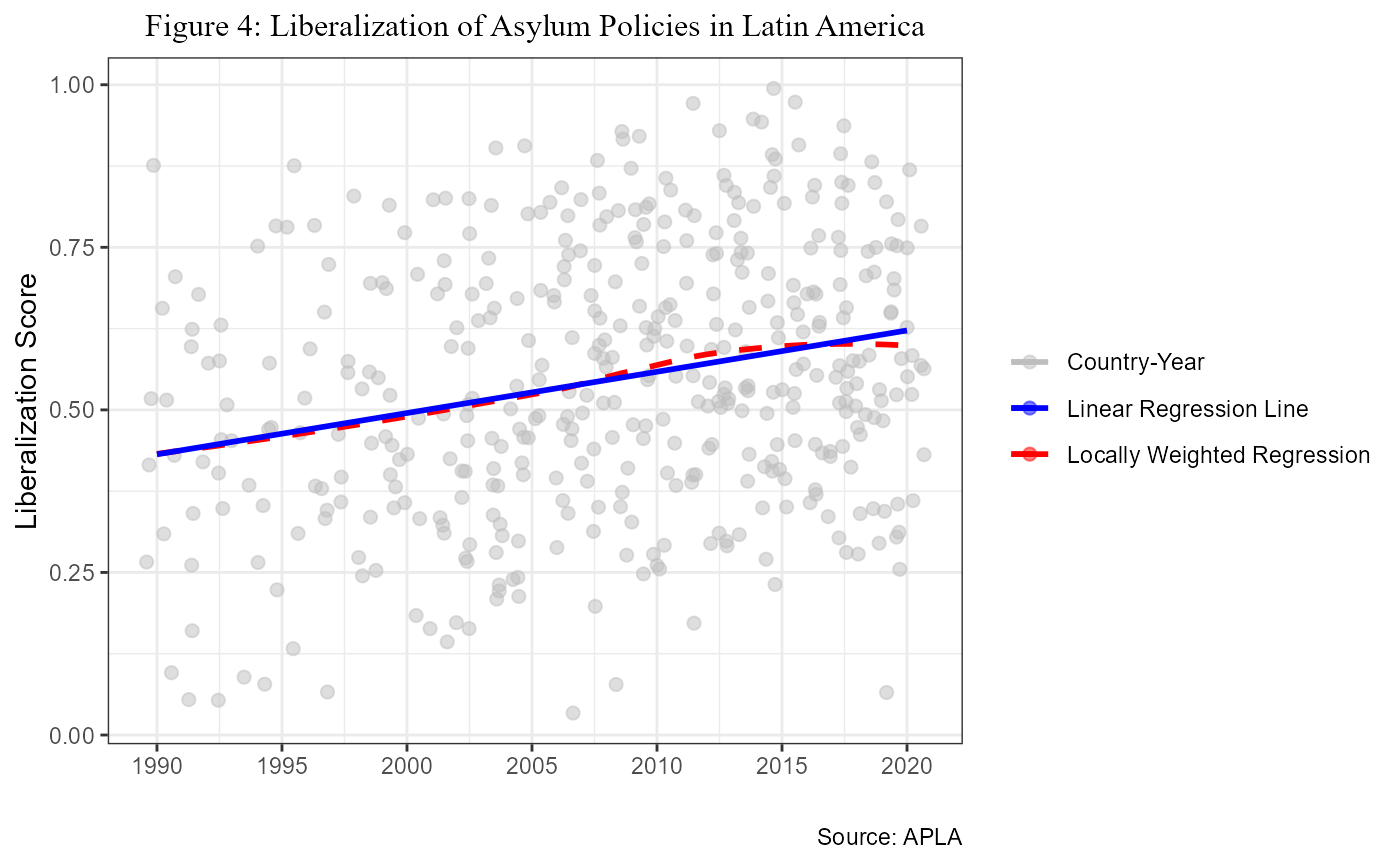 Figure 4: Liberalization of Asylum Policies in Latin America
Liberalization Score
1.00
0.75
0.50
0.25
0.00
1990 1995 2000 2005 2010 2015 2020
Country-Year
Linear Regression Line
Locally Weighted Regression
Source: APLA